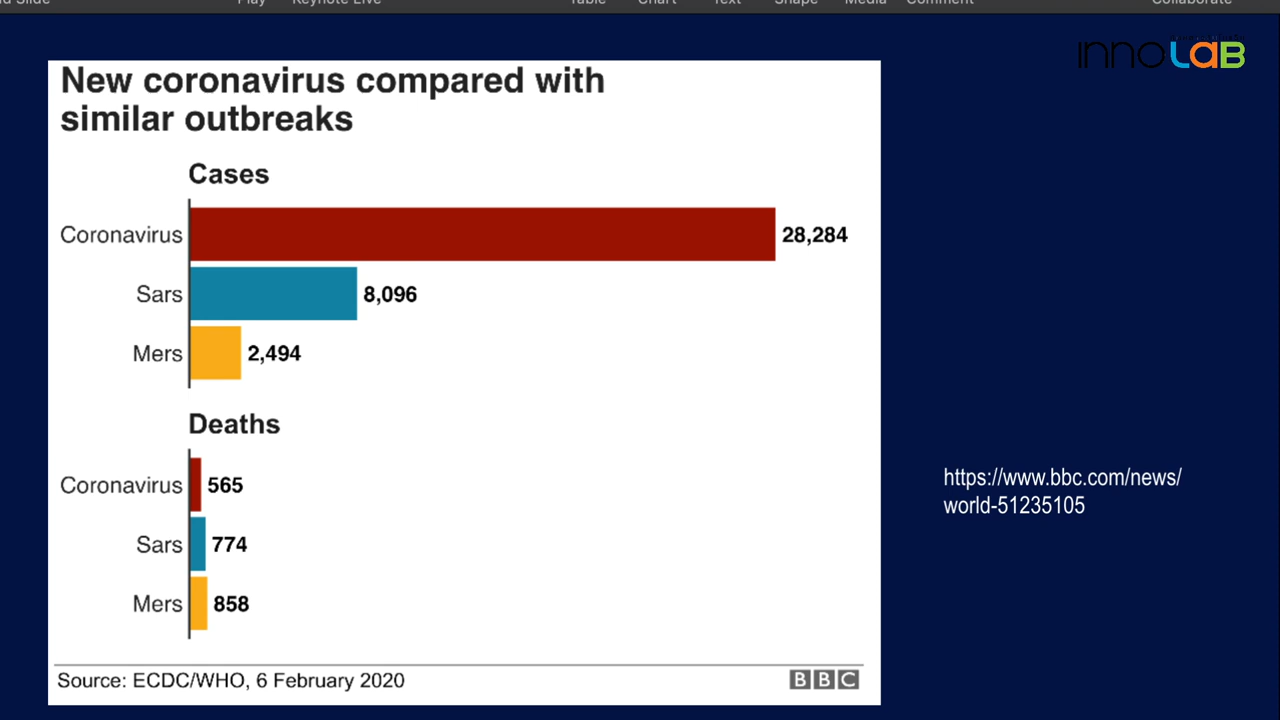 Play Keynote Live Table Chart Text Shape Media Comment Collaborate
innoLAB
New coronavirus compared with
similar outbreaks
Cases
Coronavirus 28,284
Sars 8,096
Mers 2,494
Deaths
Coronavirus 565
Sars 774
Mers 858
https://www.bbc.com/news/
world-51235105
Source: ECDC/WHO, 6 February 2020
BBC